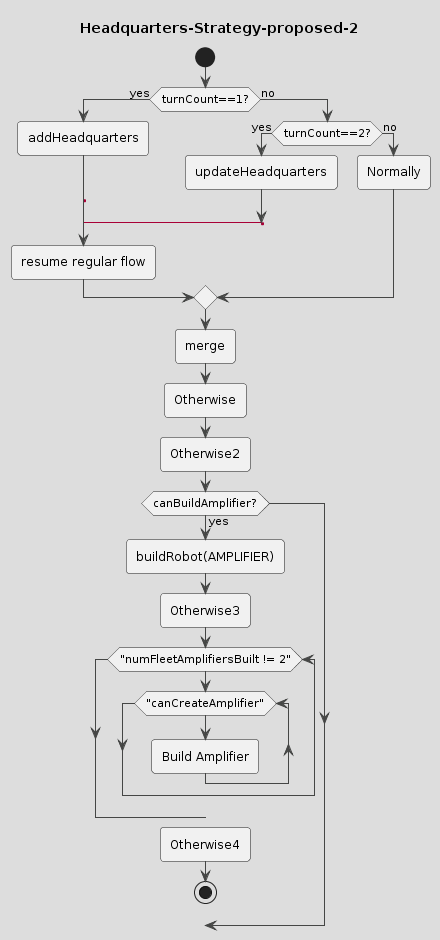 Headquarters-Strategy-proposed-2
yes
turnCount==1?
no
addHeadquarters
yes
turnCount==2?
no
updateHeadquarters
Normally
resume regular flow
merge
Otherwise
Otherwise2
canBuildAmplifier?
yes
buildRobot(AMPLIFIER)
Otherwise3
"numFleetAmplifiersBuilt != 2"
"canCreateAmplifier"
Build Amplifier
Otherwise4